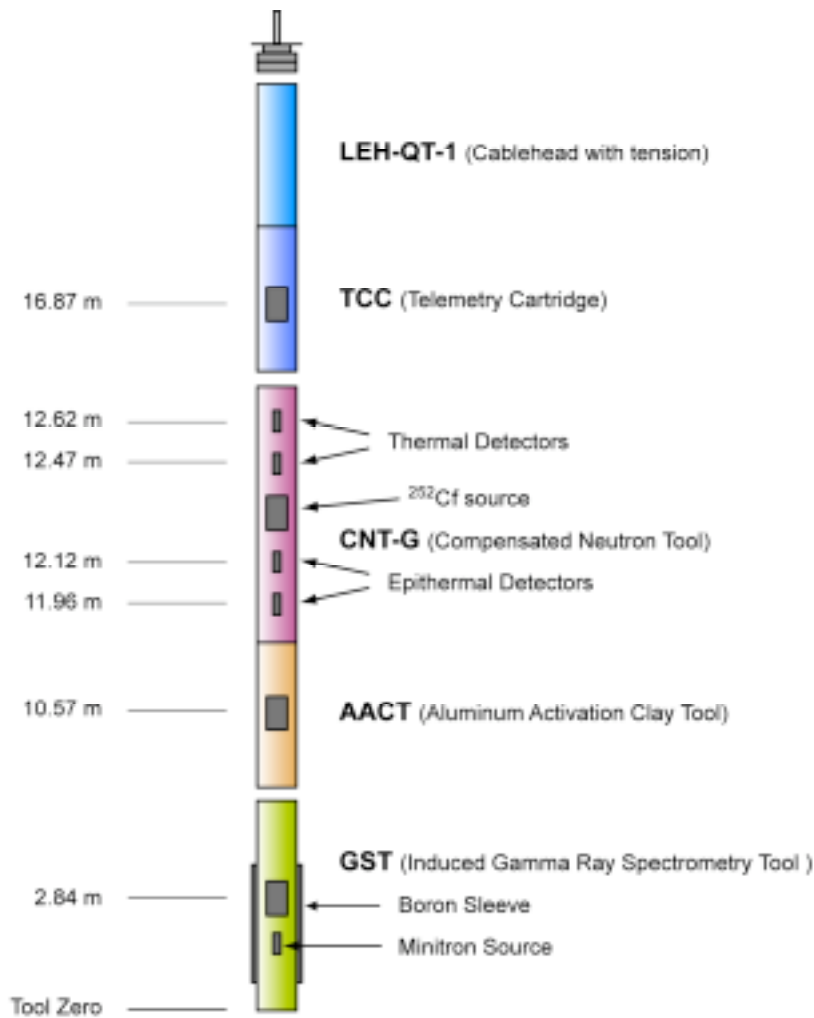 LEH-QT-1 (Cablehead with tension)
16.87 m
TCC (Telemetry Cartridge)
12.62 m
Thermal Detectors
12.47 m
²⁵²Cf source
CNT-G (Compensated Neutron Tool)
12.12 m
Epithermal Detectors
11.96 m
10.57 m
AACT (Aluminum Activation Clay Tool)
GST (Induced Gamma Ray Spectrometry Tool )
2.84 m
Boron Sleeve
Minitron Source
Tool Zero